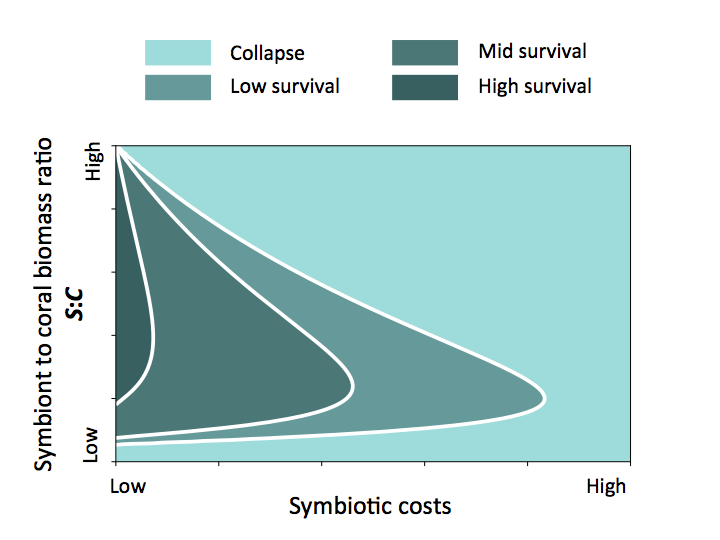 Collapse
Mid survival
Low survival
High survival
Symbiont to coral biomass ratio
S:C
High
Low
Low
High
Symbiotic costs